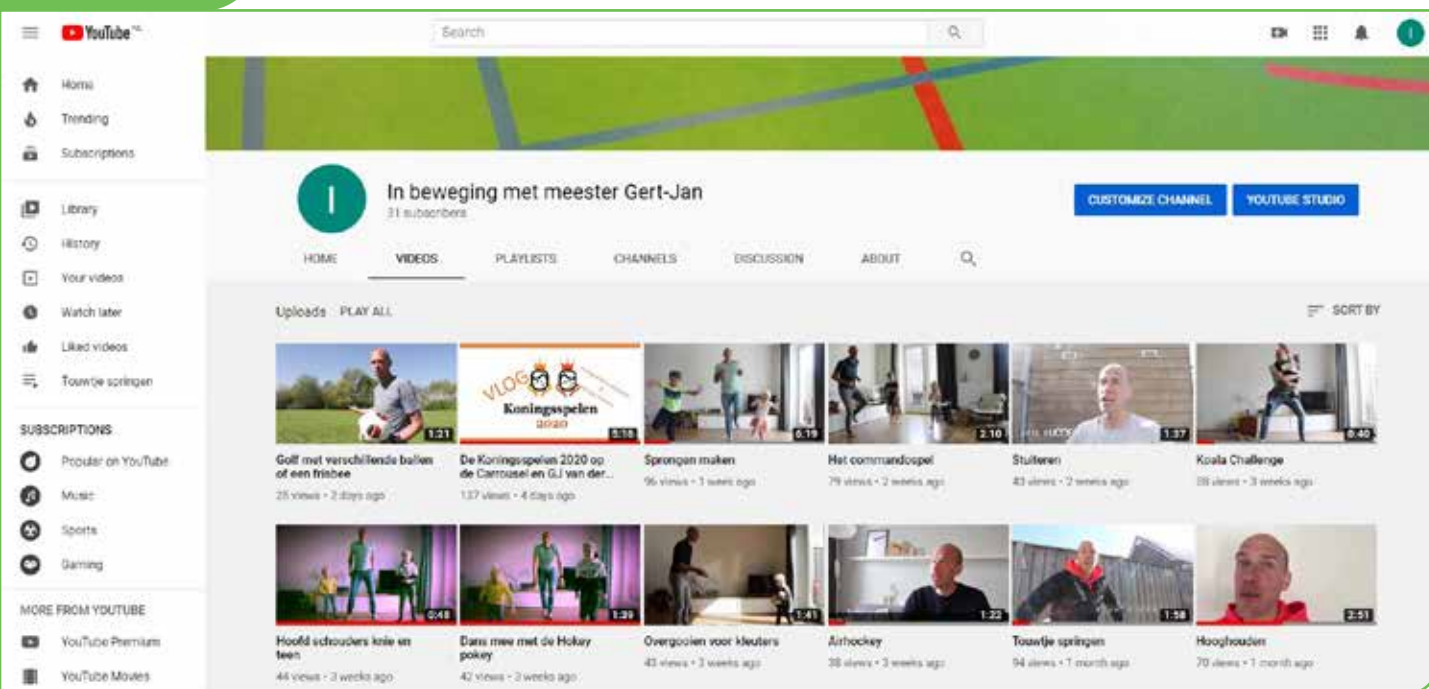 YouTube NL
Search
I
Home
Trending
Subscriptions
Library
History
Your videos
Watch later
Liked videos
Touwtje springen
SUBSCRIPTIONS
Popular on YouTube
Music
Sports
Gaming
MORE FROM YOUTUBE
YouTube Premium
YouTube Movies
I
In beweging met meester Gert-Jan
31 subscribers
CUSTOMIZE CHANNEL
YOUTUBE STUDIO
HOME VIDEOS PLAYLISTS CHANNELS DISCUSSION ABOUT
Uploads PLAY ALL
SORT BY
1:21
Golf met verschillende ballen
of een frisbee
25 views • 2 days ago
VLOG
Koningsspelen
2020
5:16
De Koningsspelen 2020 op
de Carrousel en GJ van der...
137 views • 4 days ago
6:19
Sprongen maken
96 views • 1 week ago
2:10
Het commandospel
79 views • 2 weeks ago
1:37
Stuiteren
43 views • 2 weeks ago
0:40
Koala Challenge
38 views • 3 weeks ago
0:48
Hoofd schouders knie en
teen
44 views • 3 weeks ago
1:39
Dans mee met de Hokey
pokey
42 views • 3 weeks ago
1:41
Overgooien voor kleuters
43 views • 3 weeks ago
1:22
Airhockey
38 views • 3 weeks ago
1:58
Touwtje springen
94 views • 1 month ago
2:51
Hooghouden
70 views • 1 month ago